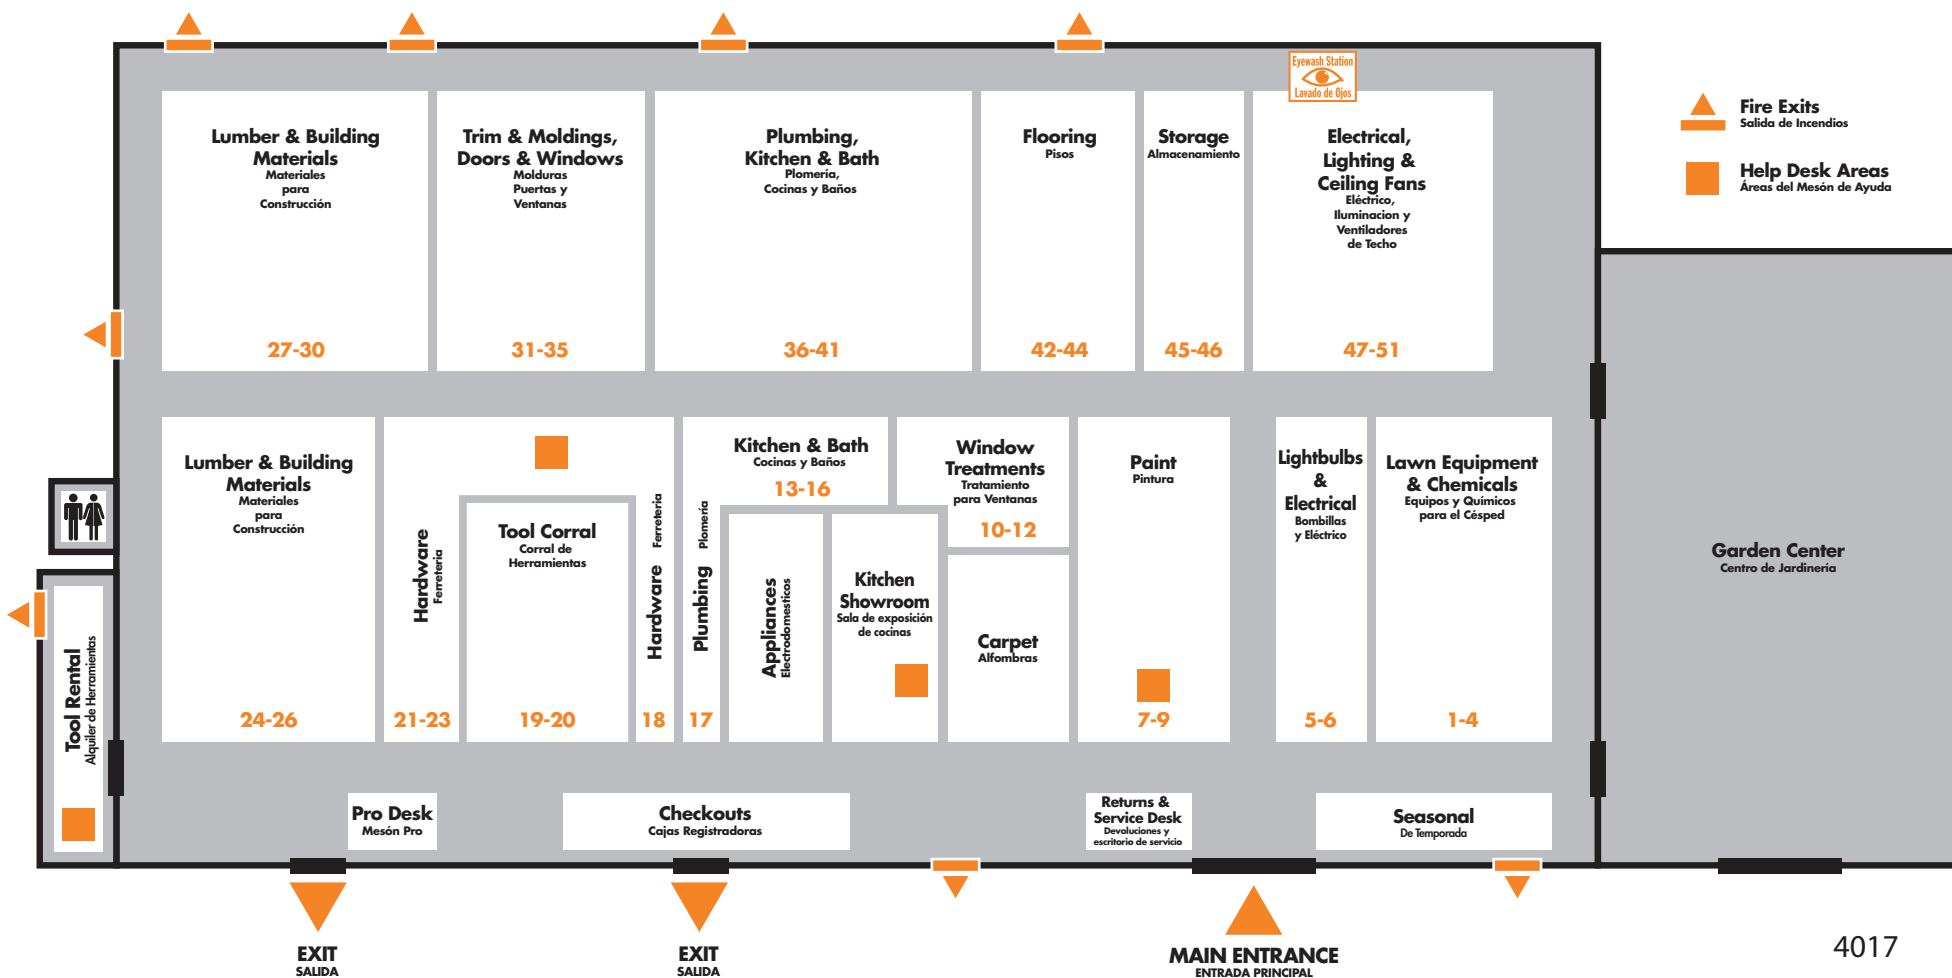 Eyewash Station
Lavado de Ojos
Fire Exits
Salida de Incendios
Help Desk Areas
Áreas del Mesón de Ayuda
Lumber & Building
Materials
Materiales
para
Construcción
27-30
Trim & Moldings,
Doors & Windows
Molduras
Puertas y
Ventanas
31-35
Plumbing,
Kitchen & Bath
Plomería,
Cocinas y Baños
36-41
Flooring
Pisos
42-44
Storage
Almacenamiento
45-46
Electrical,
Lighting &
Ceiling Fans
Eléctrico,
Iluminacion y
Ventiladores
de Techo
47-51
Lumber & Building
Materials
Materiales
para
Construcción
24-26
Hardware
Ferreteria
21-23
Tool Corral
Corral de
Herramientas
19-20
Hardware Ferreteria
18
Plumbing Plomería
17
Kitchen & Bath
Cocinas y Baños
13-16
Appliances
Electrodomesticos
Kitchen
Showroom
Sala de exposición
de cocinas
Window
Treatments
Tratamiento
para Ventanas
10-12
Carpet
Alfombras
Paint
Pintura
7-9
Lightbulbs
&
Electrical
Bombillas
y Eléctrico
5-6
Lawn Equipment
& Chemicals
Equipos y Químicos
para el Césped
1-4
Garden Center
Centro de Jardinería
Tool Rental
Alquiler de Herramientas
Pro Desk
Mesón Pro
Checkouts
Cajas Registradoras
Returns &
Service Desk
Devoluciones y
escritorio de servicio
Seasonal
De Temporada
EXIT
SALIDA
EXIT
SALIDA
MAIN ENTRANCE
ENTRADA PRINCIPAL
4017